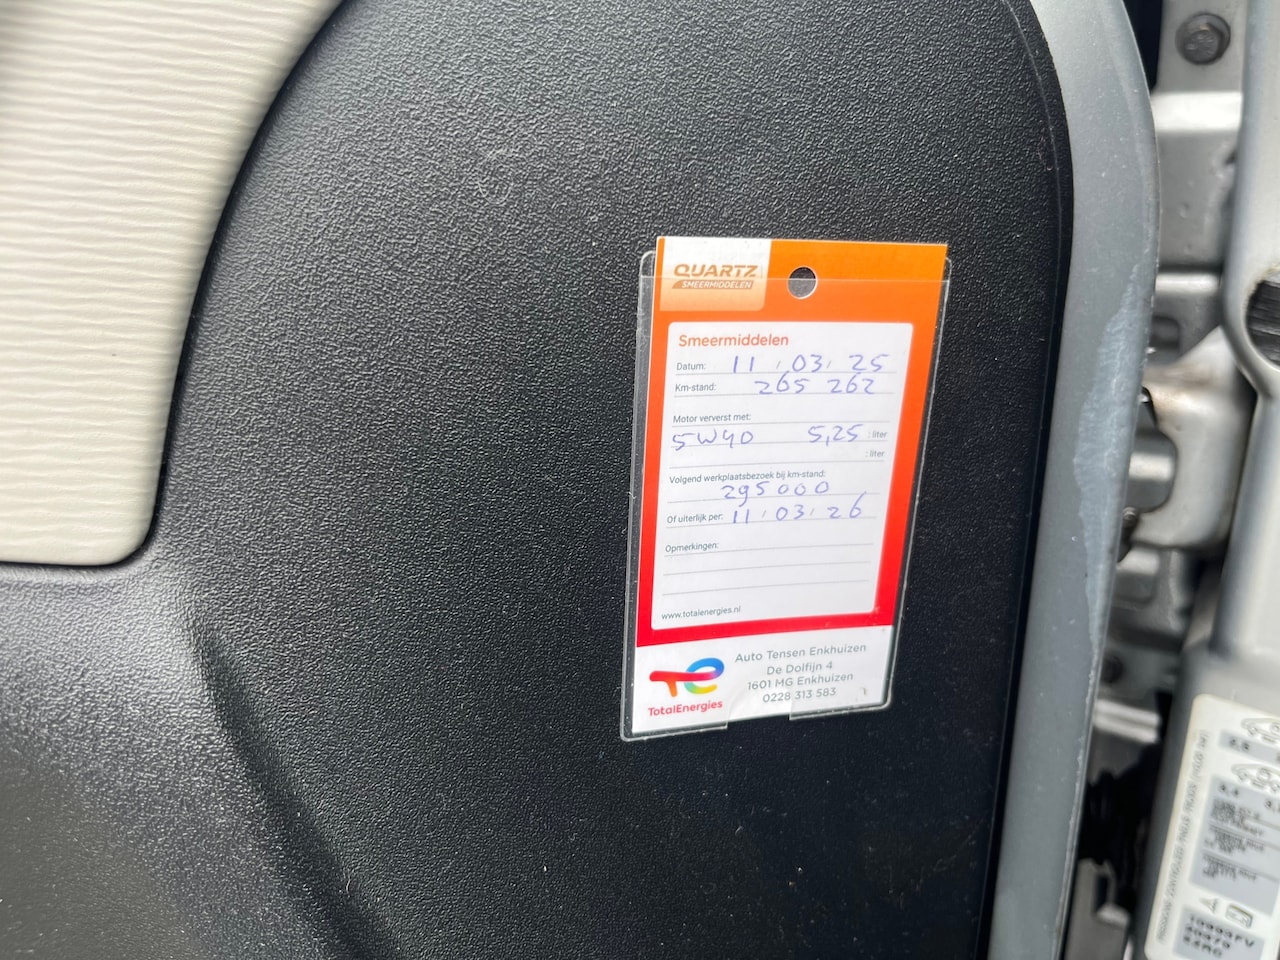 QUARTZ
SMEERMIDDELEN
Smeermiddelen
Datum: 11 / 03 / 25
Km-stand: 265 262
Motor ververst met:
5W40 5,25 : liter
: liter
Volgend werkplaatsbezoek bij km-stand:
295000
Of uiterlijk per: 11 / 03 / 26
Opmerkingen:
www.totalenergies.nl
TotalEnergies
Auto Tensen Enkhuizen
De Dolfijn 4
1601 MG Enkhuizen
0228 313 583